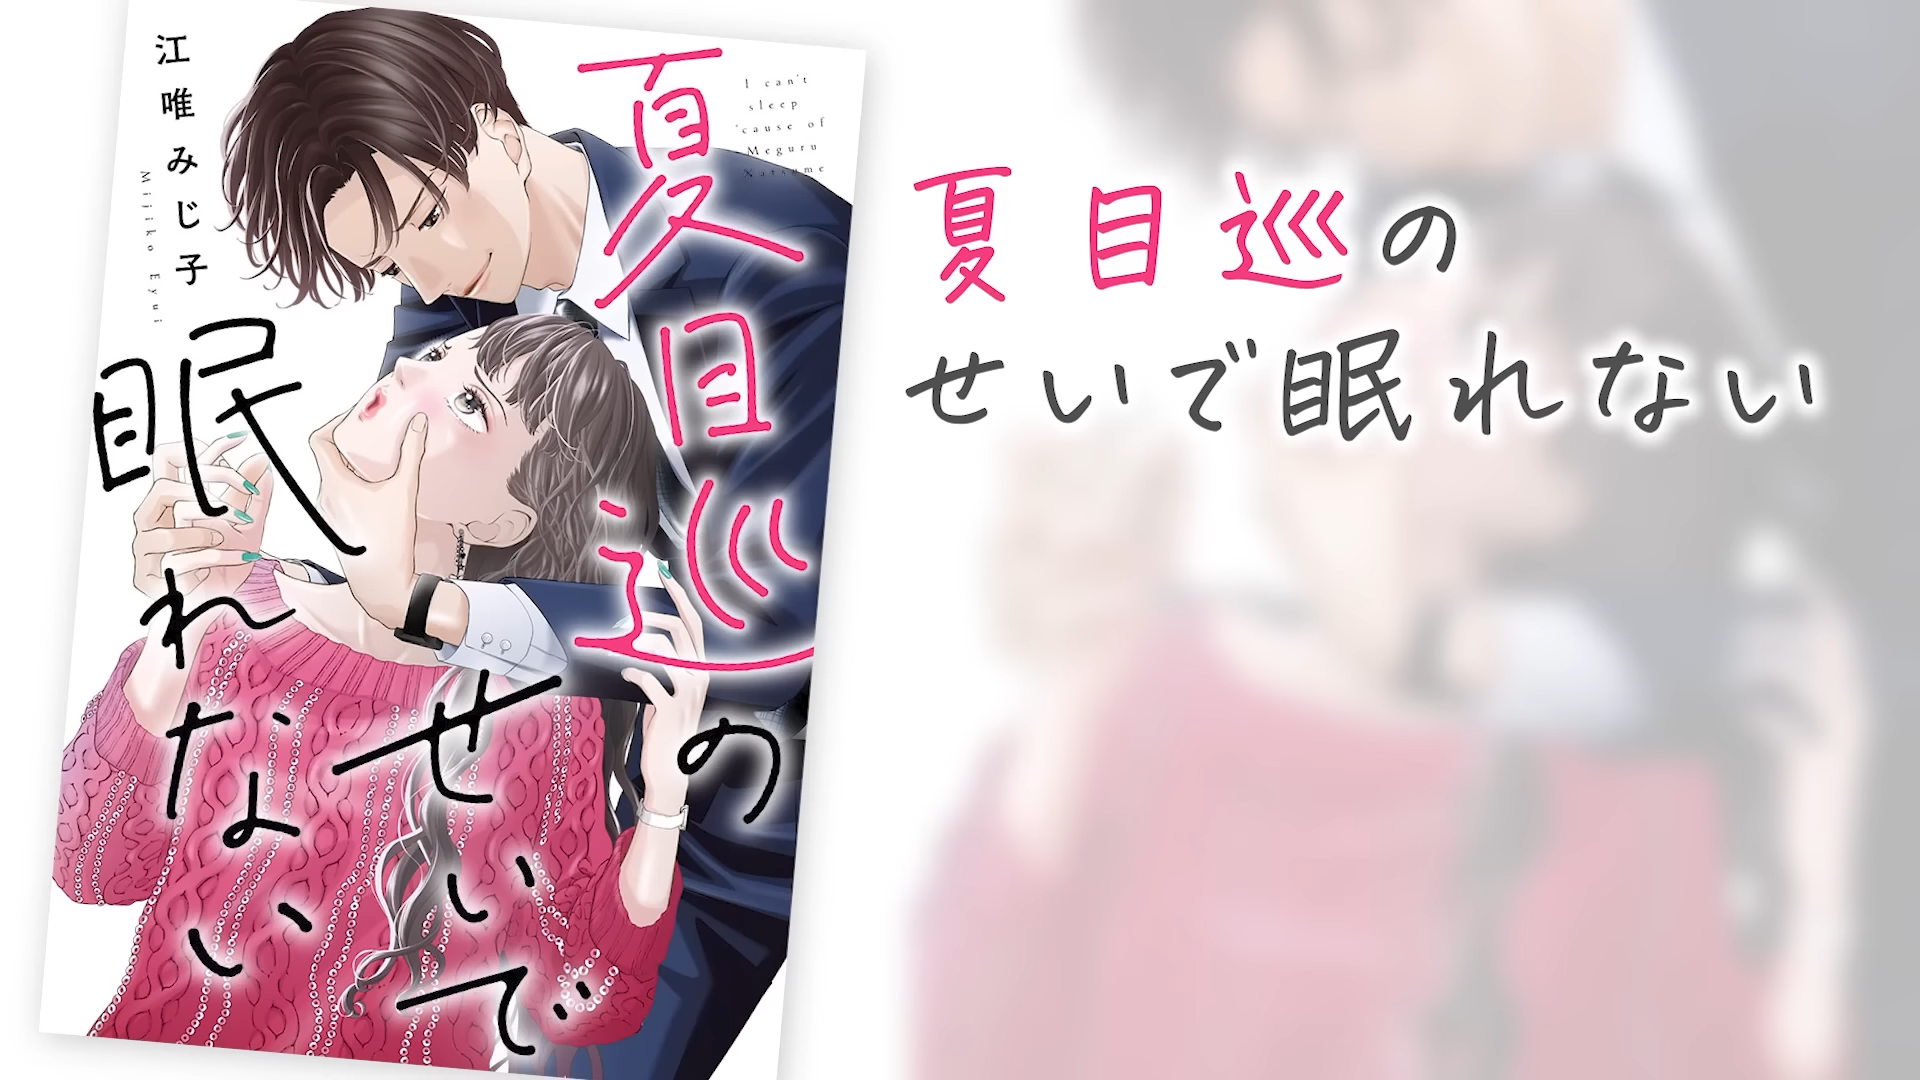 江唯みじ子
Mijiko Eyui
夏目巡の
せいで
眠れない
I can't
sleep
'cause of
Meguru
Natsume
夏目巡の
せいで眠れない